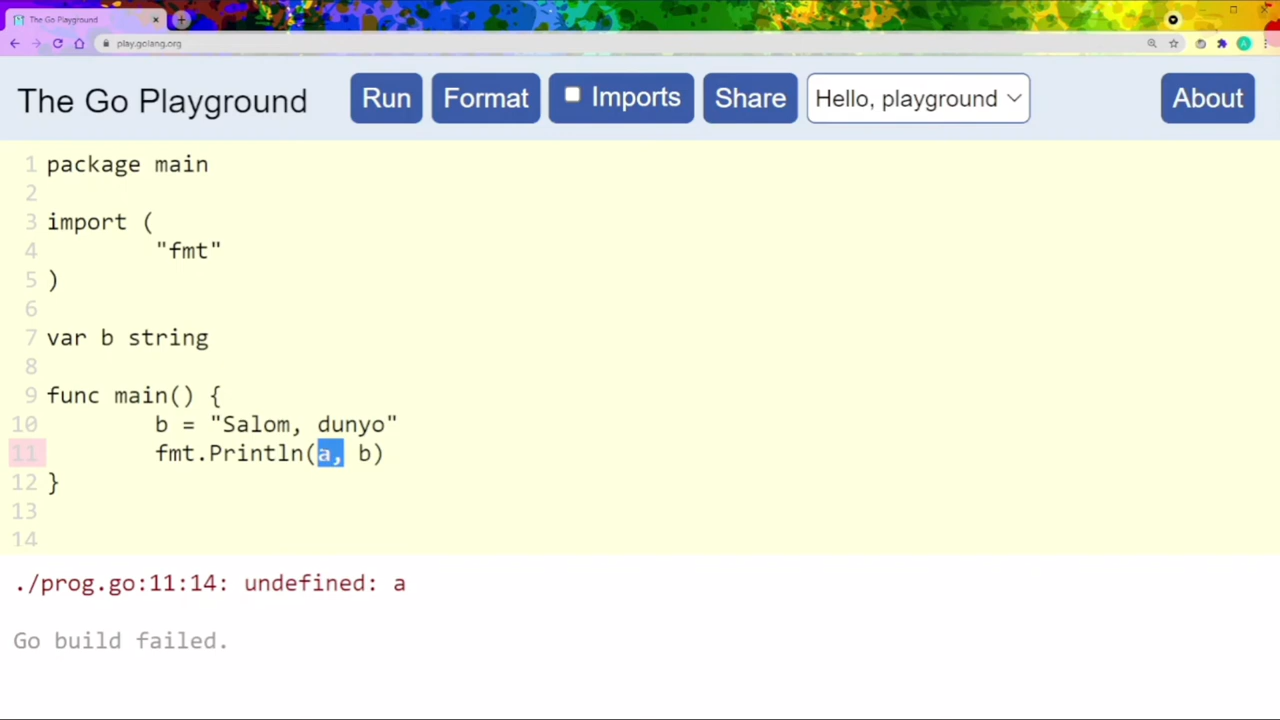 The Go Playground
play.golang.org
The Go Playground Run Format Imports Share Hello, playground About
1 package main
2
3 import (
4 "fmt"
5 )
6
7 var b string
8
9 func main() {
10 b = "Salom, dunyo"
11 fmt.Println(a, b)
12 }
13
14
./prog.go:11:14: undefined: a
Go build failed.